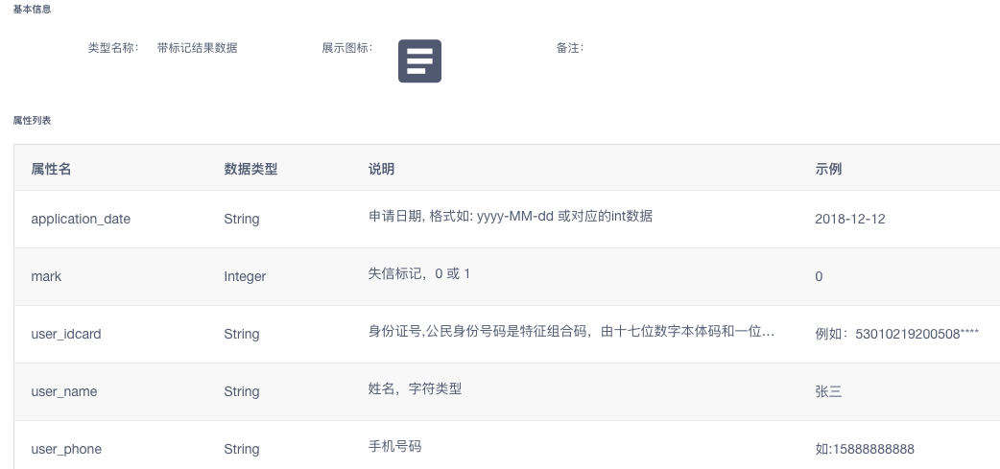 基本信息
类型名称： 带标记结果数据 展示图标： 备注：
属性列表
属性名 数据类型 说明 示例
application_date String 申请日期, 格式如: yyyy-MM-dd 或对应的int数据 2018-12-12
mark Integer 失信标记，0 或 1 0
user_idcard String 身份证号,公民身份号码是特征组合码，由十七位数字本体码和一位... 例如：53010219200508****
user_name String 姓名，字符类型 张三
user_phone String 手机号码 如:15888888888